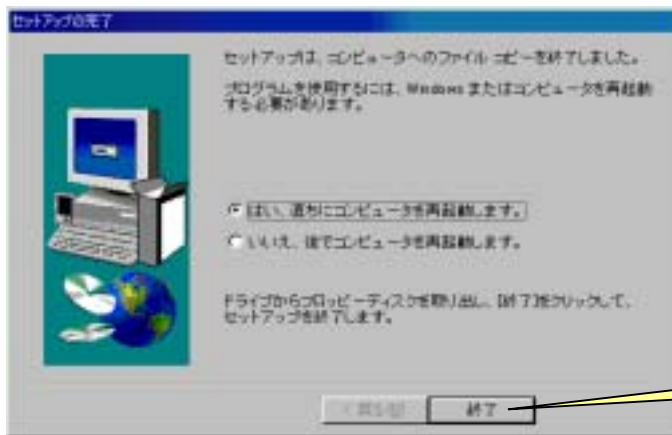 セットアップの完了
セットアップは、コンピュータへのファイル コピーを終了しました。
プログラムを使用するには、Windows またはコンピュータを再起動
する必要があります。
はい、直ちにコンピュータを再起動します。
いいえ、後でコンピュータを再起動します。
ドライブからフロッピーディスクを取り出し、[終了]をクリックして、
セットアップを終了します。
< 戻る(B)
終了